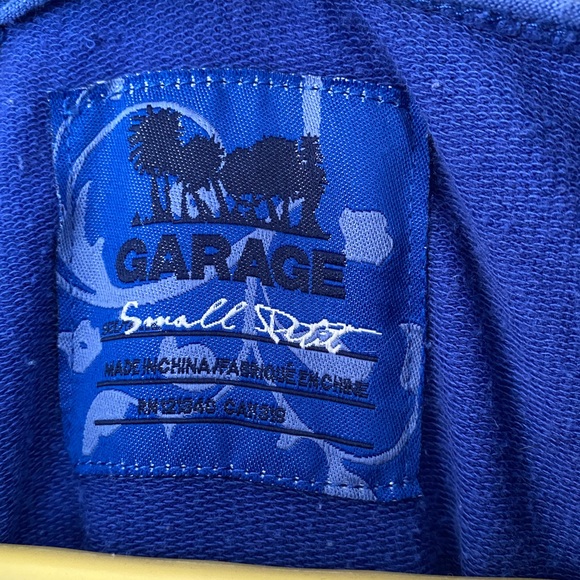 GARAGE
Small Petit
MADE IN CHINA/FABRIQUÉ EN CHINE